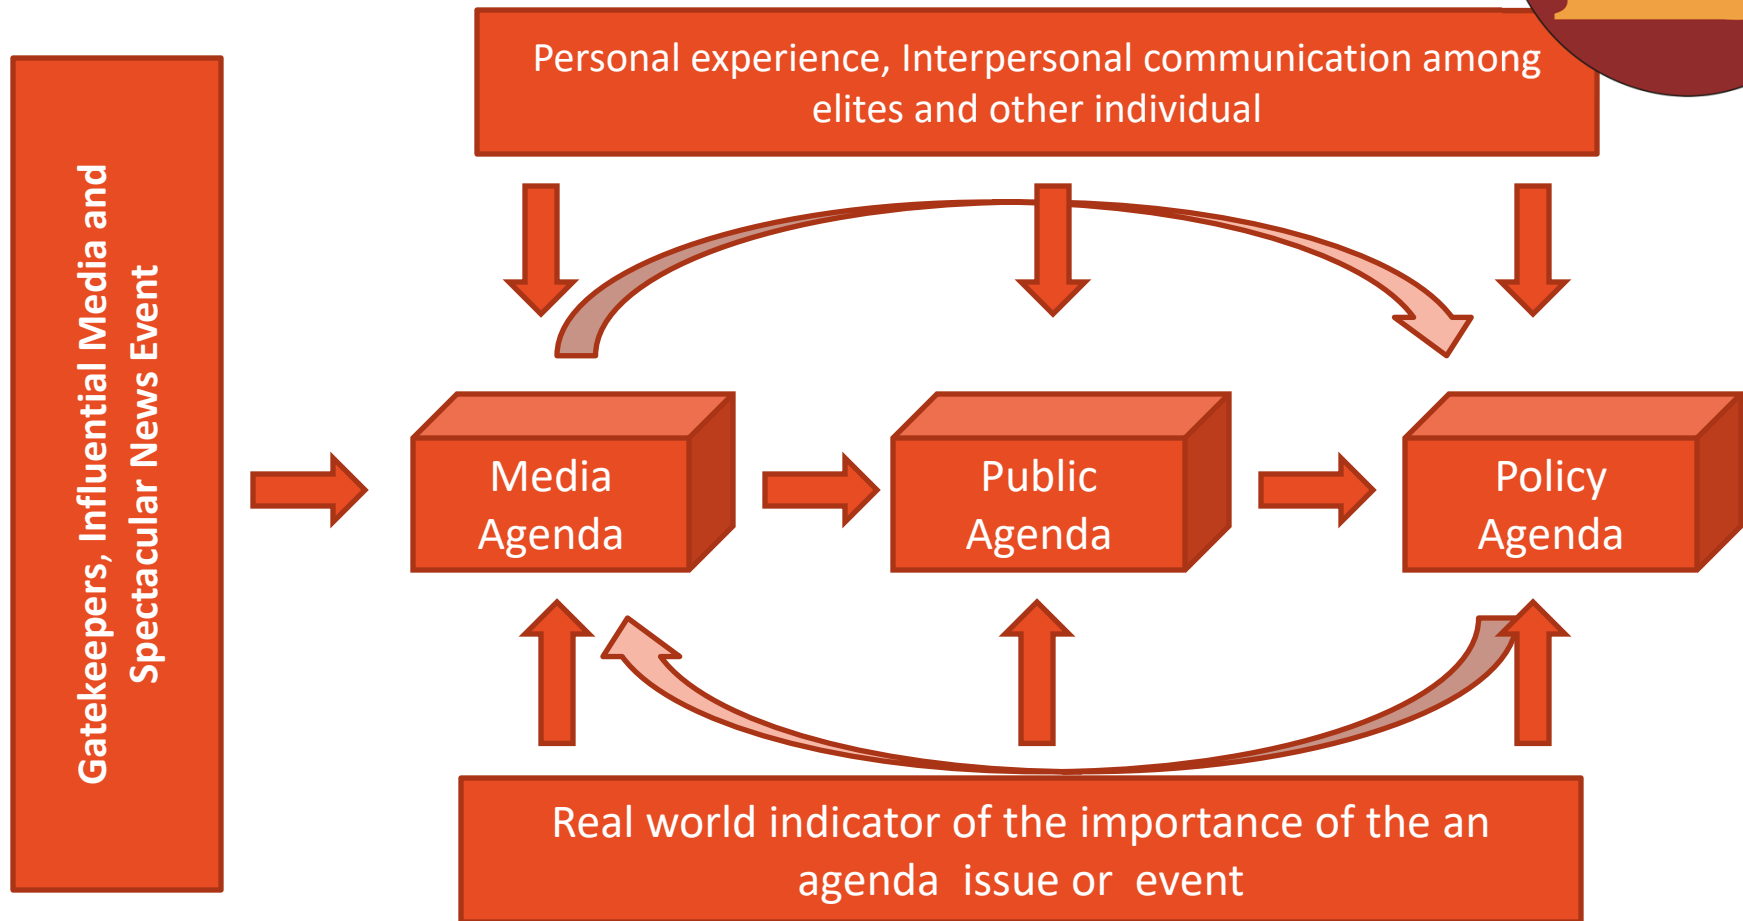 Personal experience, Interpersonal communication among
elites and other individual
Gatekeepers, Influential Media and
Spectacular News Event
Media
Agenda
Public
Agenda
Policy
Agenda
Real world indicator of the importance of the an
agenda issue or event